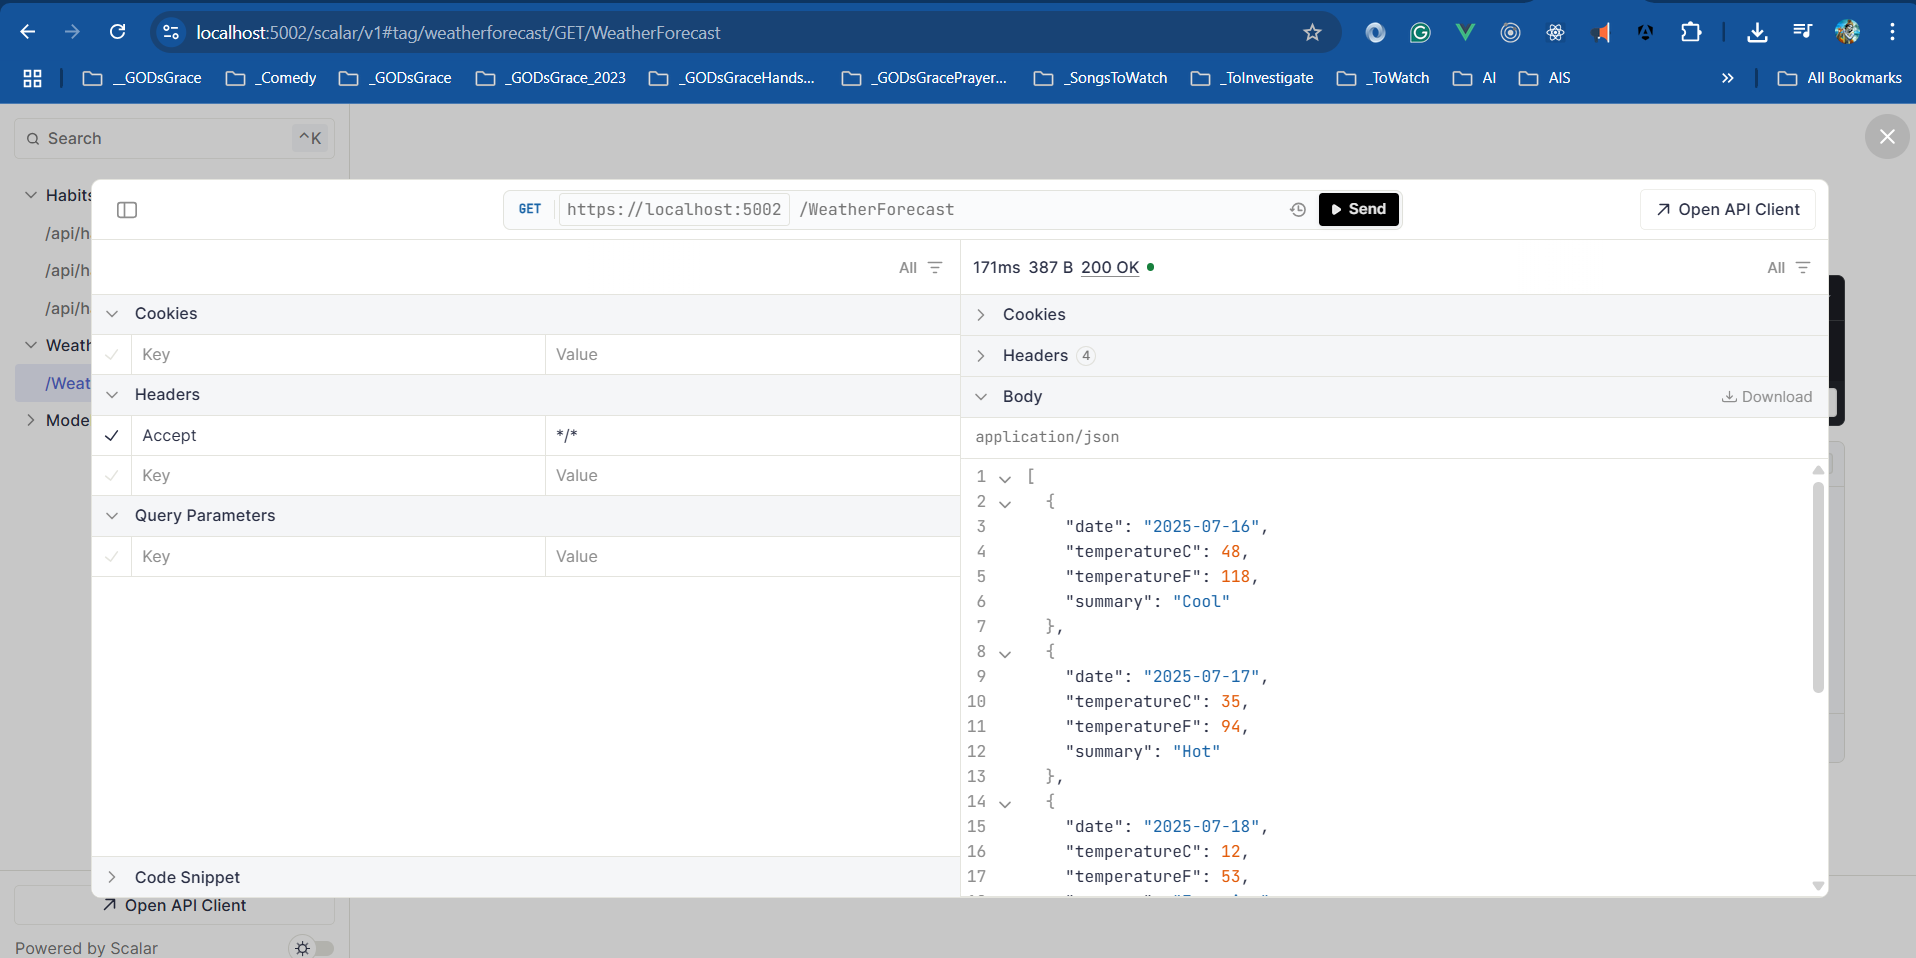 localhost:5002/scalar/v1#tag/weatherforecast/GET/WeatherForecast
__GODsGrace
_Comedy
_GODsGrace
_GODsGrace_2023
_GODsGraceHands...
_GODsGracePrayer...
_SongsToWatch
_ToInvestigate
_ToWatch
AI
AIS
»
All Bookmarks
Search
^K
Habits
/api/h
/api/h
/api/h
Weath
/Weat
Mode
GET
https://localhost:5002
/WeatherForecast
Send
Open API Client
All
Cookies
Key
Value
Headers
Accept
*/*
Key
Value
Query Parameters
Key
Value
Code Snippet
171ms 387 B 200 OK
All
Cookies
Headers 4
Body
Download
application/json
1 [
2 {
3 "date": "2025-07-16",
4 "temperatureC": 48,
5 "temperatureF": 118,
6 "summary": "Cool"
7 },
8 {
9 "date": "2025-07-17",
10 "temperatureC": 35,
11 "temperatureF": 94,
12 "summary": "Hot"
13 },
14 {
15 "date": "2025-07-18",
16 "temperatureC": 12,
17 "temperatureF": 53,
Open API Client
Powered by Scalar